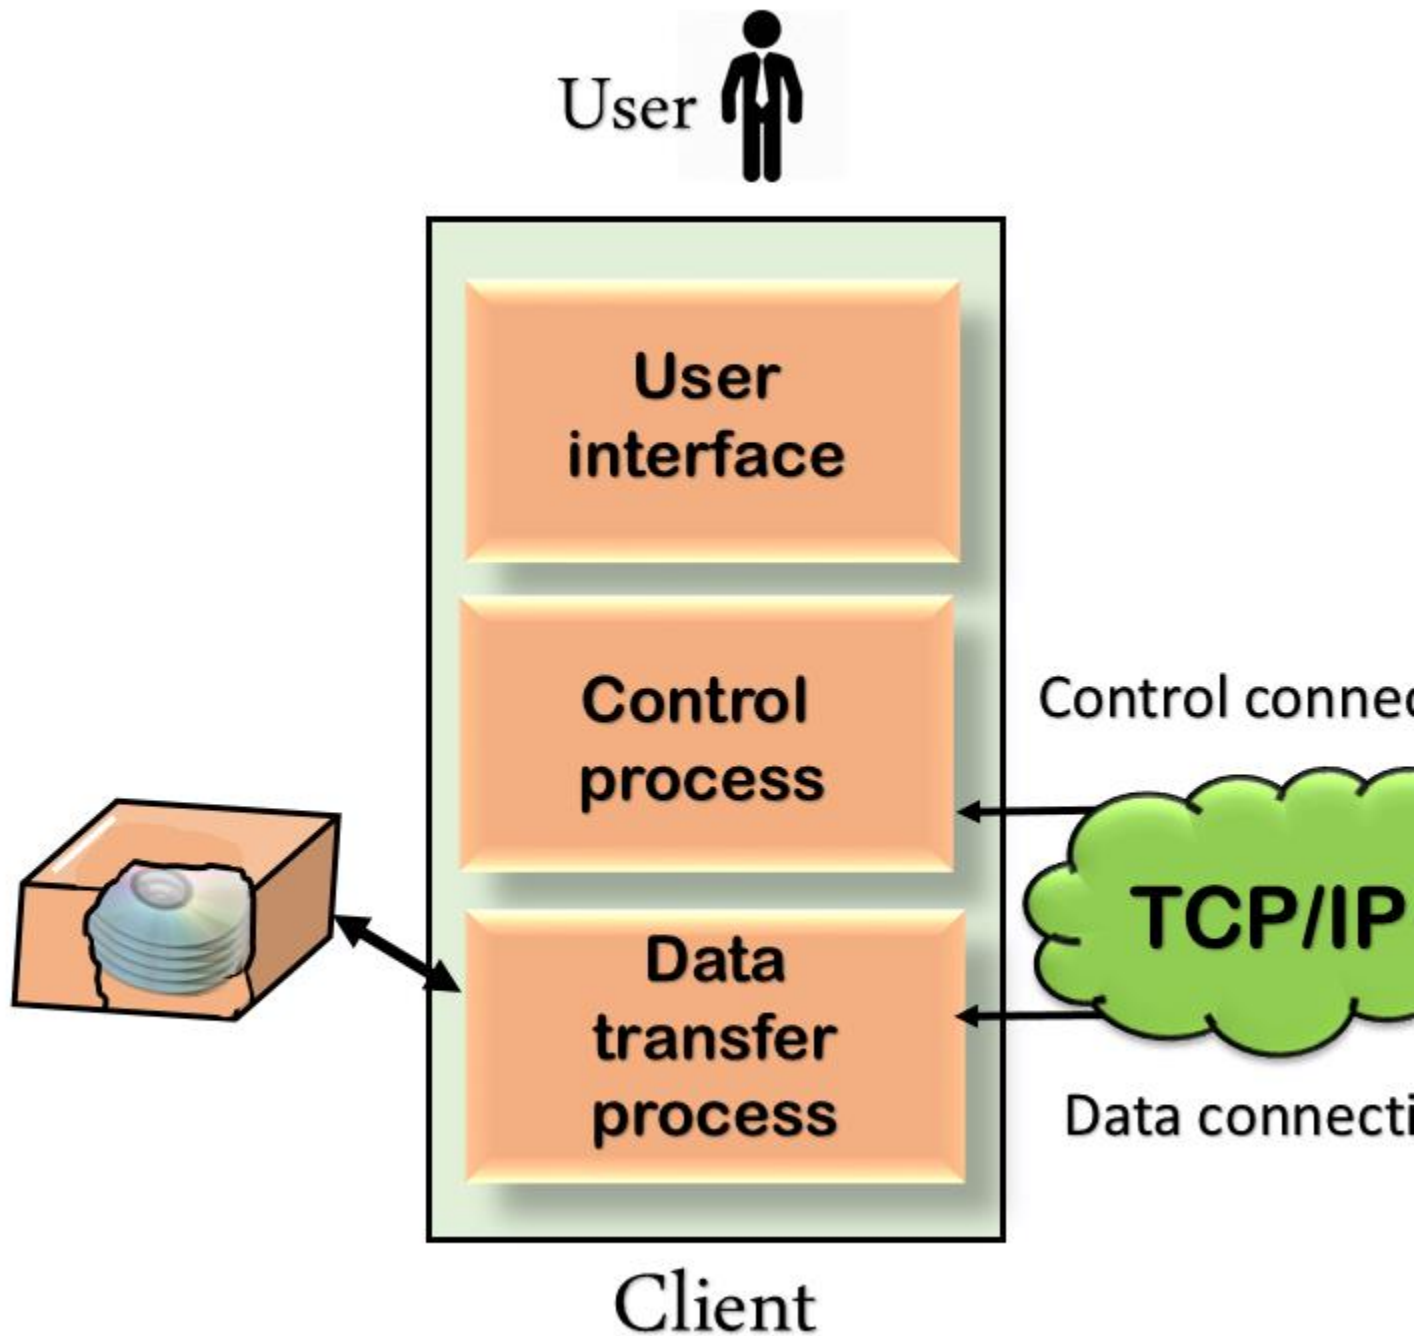 User
User
interface
Control
process
Control connec
TCP/IP
Data
transfer
process
Data connecti
Client